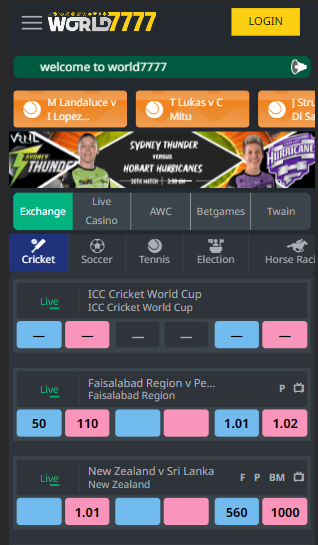 WORLD7777
LOGIN
welcome to world7777
M Landaluce v
I Lopez...
T Lukas v C
Mitu
J Stru
Di Sa
SYDNEY
THUNDER
SYDNEY THUNDER
VERSUS
HOBART HURRICANES
HURRICANES
Exchange
Live
Casino
AWC
Betgames
Twain
Cricket
Soccer
Tennis
Election
Horse Raci
Live
ICC Cricket World Cup
ICC Cricket World Cup
— — — — — —
Live
Faisalabad Region v Pe...
Faisalabad Region
P
50 110 1.01 1.02
Live
New Zealand v Sri Lanka
New Zealand
F P BM
1.01 560 1000